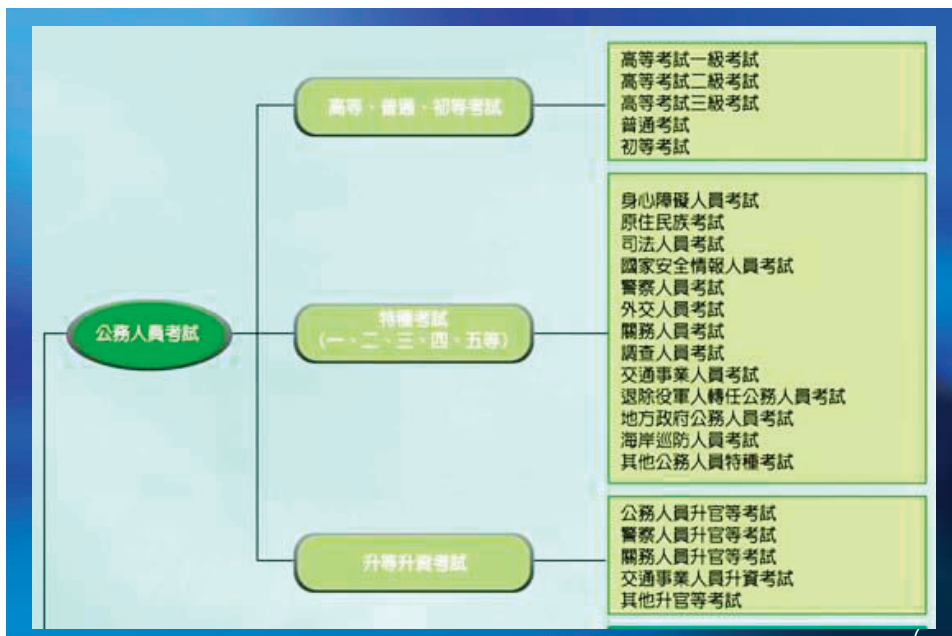 公務人員考試
高等、普通、初等考試
高等考試一級考試
高等考試二級考試
高等考試三級考試
普通考試
初等考試
特種考試
(一、二、三、四、五等)
身心障礙人員考試
原住民族考試
司法人員考試
國家安全情報人員考試
警察人員考試
外交人員考試
關務人員考試
調查人員考試
交通事業人員考試
退除役軍人轉任公務人員考試
地方政府公務人員考試
海岸巡防人員考試
其他公務人員特種考試
升等升資考試
公務人員升官等考試
警察人員升官等考試
關務人員升官等考試
交通事業人員升資考試
其他升官等考試